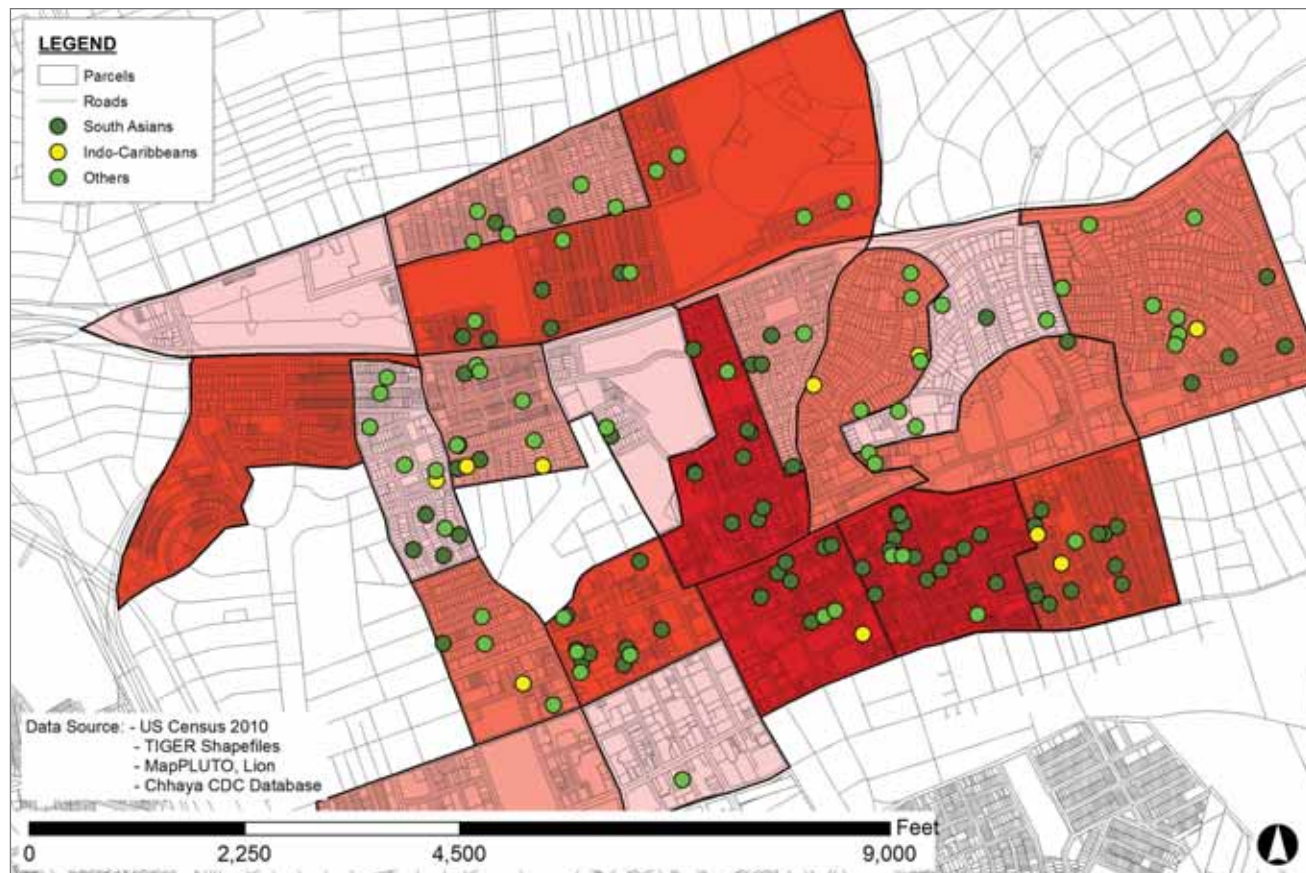 LEGEND
Parcels
Roads
South Asians
Indo-Caribbeans
Others
Data Source: - US Census 2010
- TIGER Shapefiles
- MapPLUTO, Lion
- Chhaya CDC Database
Feet
0 2,250 4,500 9,000